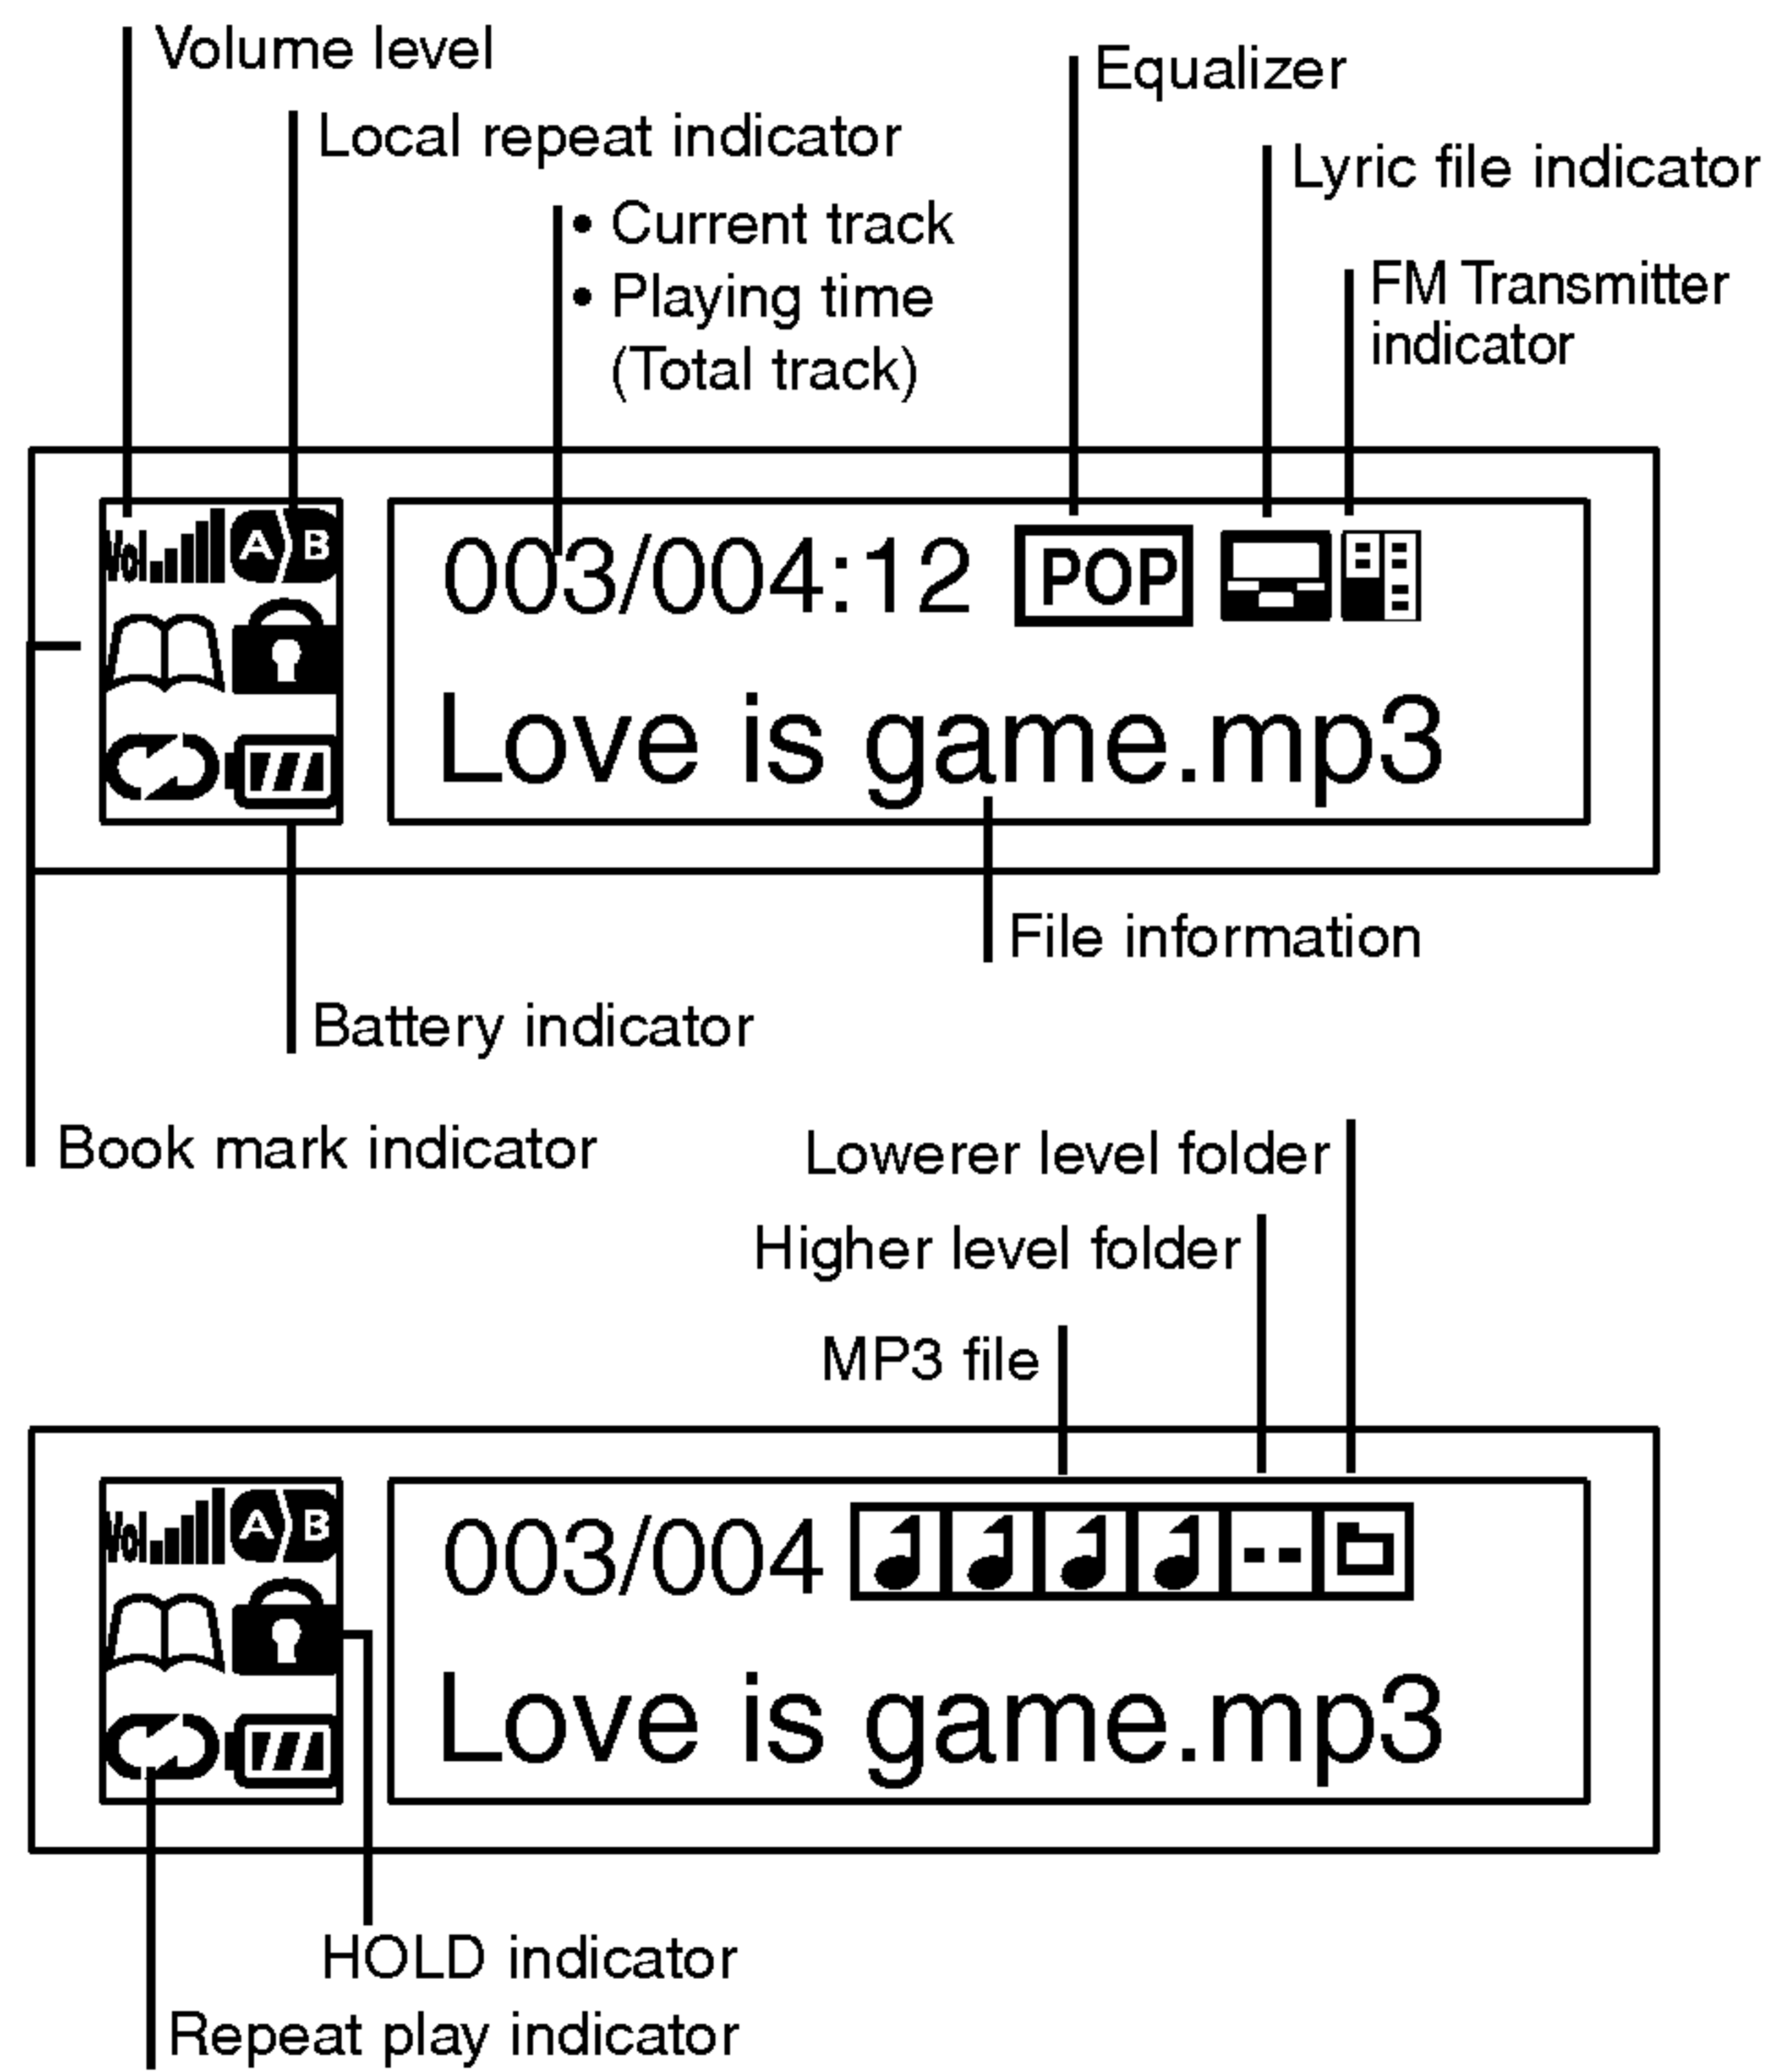 Volume level
Equalizer
Local repeat indicator
Lyric file indicator
• Current track
• Playing time
(Total track)
FM Transmitter
indicator
Vol A B
003/004:12 POP
Love is game.mp3
File information
Battery indicator
Book mark indicator
Lowerer level folder
Higher level folder
MP3 file
Vol A B
003/004 --
Love is game.mp3
HOLD indicator
Repeat play indicator